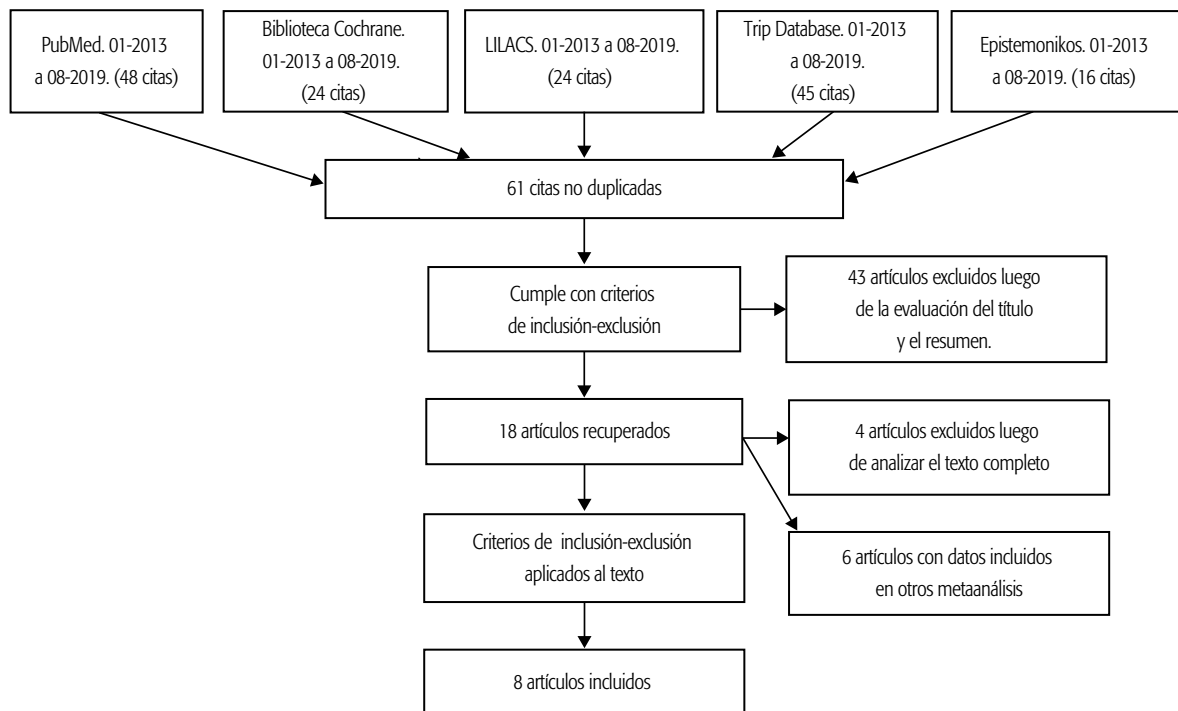 PubMed. 01-2013
a 08-2019. (48 citas)
Biblioteca Cochrane.
01-2013 a 08-2019.
(24 citas)
LILACS. 01-2013 a 08-2019.
(24 citas)
Trip Database. 01-2013
a 08-2019.
(45 citas)
Epistemonikos. 01-2013
a 08-2019. (16 citas)
61 citas no duplicadas
Cumple con criterios
de inclusión-exclusión
43 artículos excluidos luego
de la evaluación del título
y el resumen.
18 artículos recuperados
4 artículos excluidos luego
de analizar el texto completo
Criterios de inclusión-exclusión
aplicados al texto
6 artículos con datos incluidos
en otros metaanálisis
8 artículos incluidos